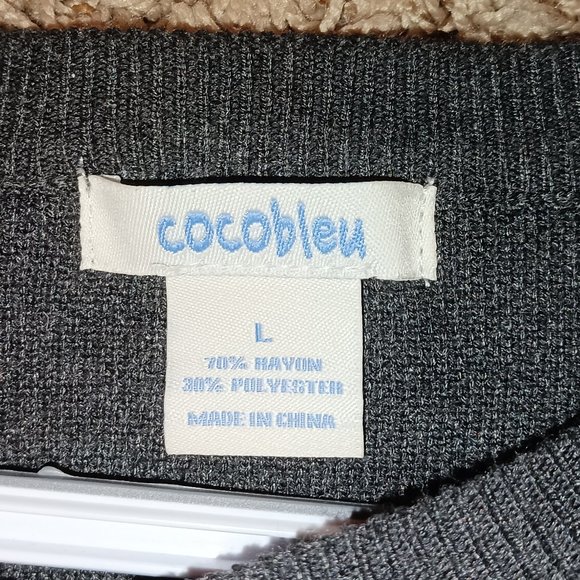 cocobleu
L
70% RAYON
30% POLYESTER
MADE IN CHINA